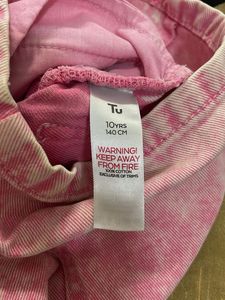 Tu
10YRS
140 CM
WARNING!
KEEP AWAY
FROM FIRE
100% COTTON
EXCLUSIVE OF TRIMS